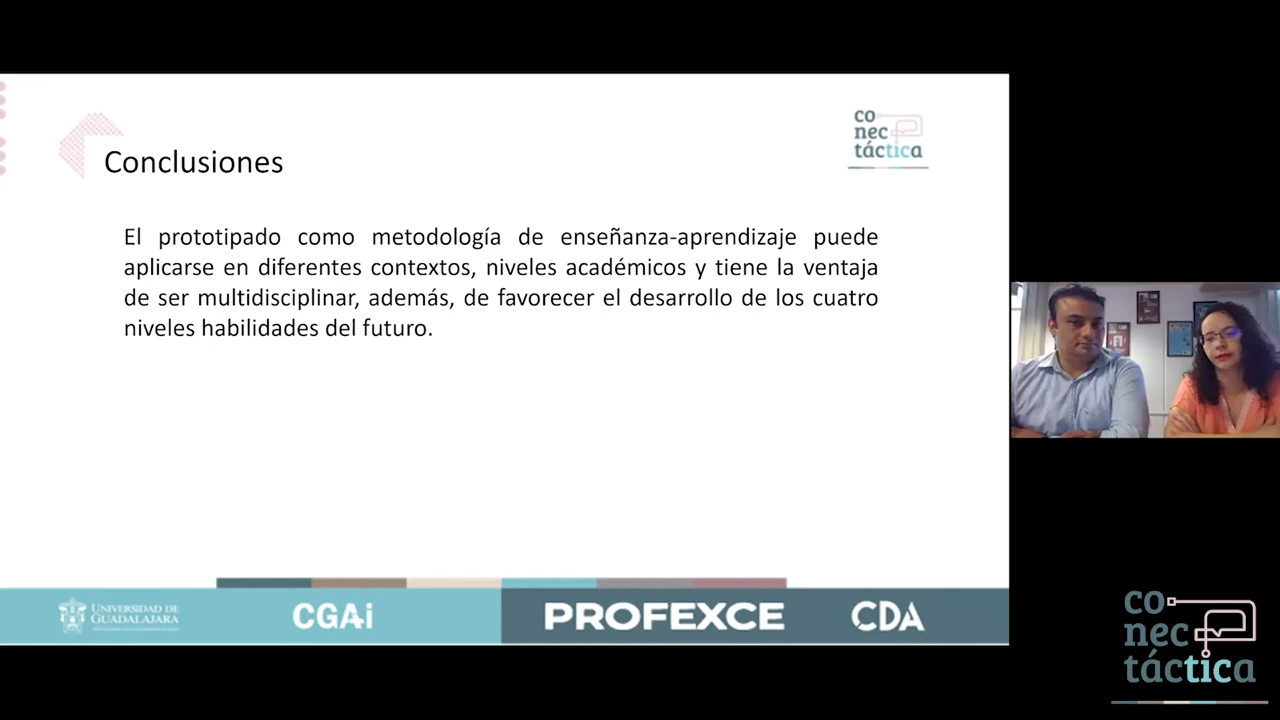 co
nec
táctica
Conclusiones
El prototipado como metodología de enseñanza-aprendizaje puede
aplicarse en diferentes contextos, niveles académicos y tiene la ventaja
de ser multidisciplinar, además, de favorecer el desarrollo de los cuatro
niveles habilidades del futuro.
UNIVERSIDAD DE
GUADALAJARA
CGAi
PROFEXCE
CDA
co
nec
táctica